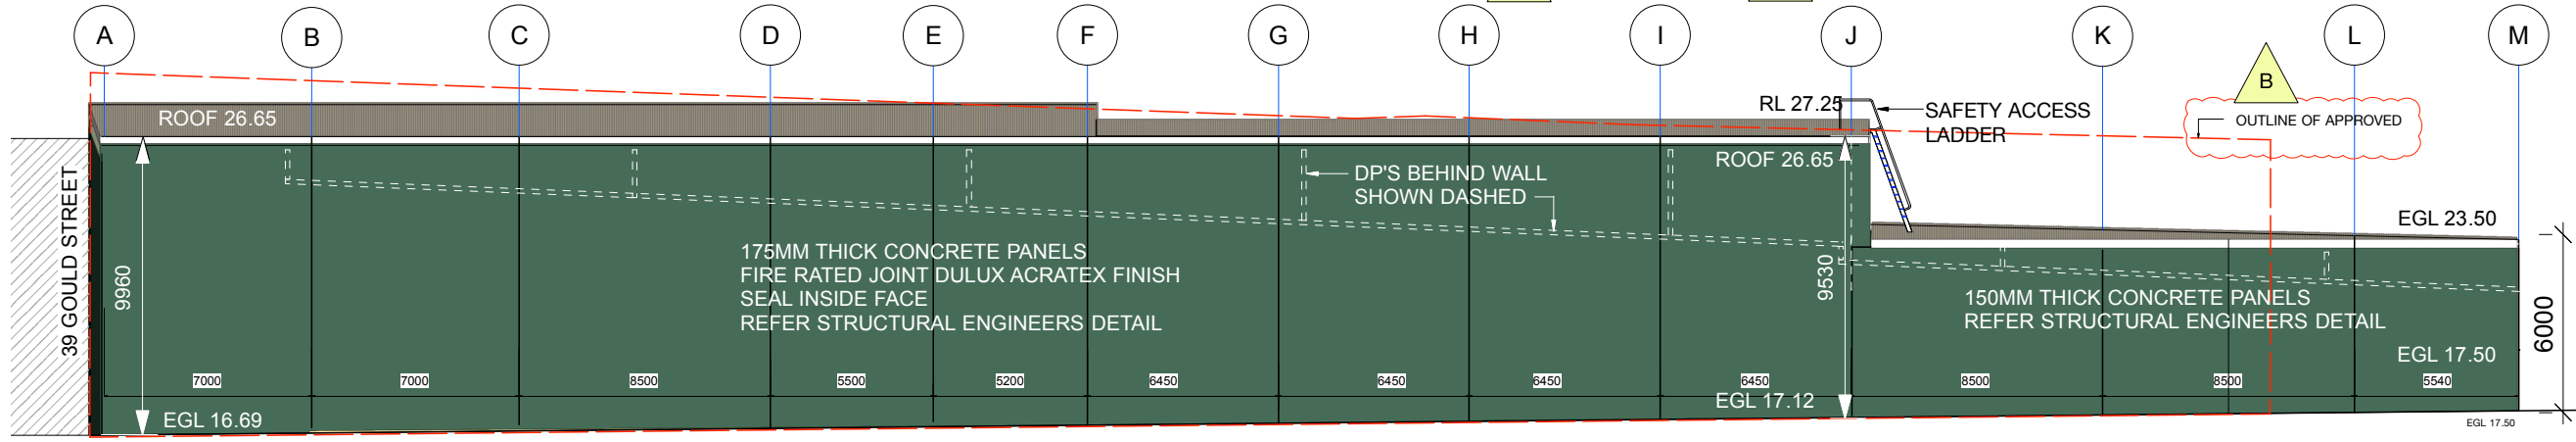 A B C D E F G H I J K L M
B
OUTLINE OF APPROVED
RL 27.25
SAFETY ACCESS
LADDER
ROOF 26.65
ROOF 26.65
DP'S BEHIND WALL
SHOWN DASHED
39 GOULD STREET
EGL 23.50
175MM THICK CONCRETE PANELS
FIRE RATED JOINT DULUX ACRATEX FINISH
SEAL INSIDE FACE
REFER STRUCTURAL ENGINEERS DETAIL
9960
9530
150MM THICK CONCRETE PANELS
REFER STRUCTURAL ENGINEERS DETAIL
6000
EGL 17.50
7000 7000 8500 5500 5200 6450 6450 6450 6450 8500 8500 5540
EGL 16.69
EGL 17.12
EGL 17.50